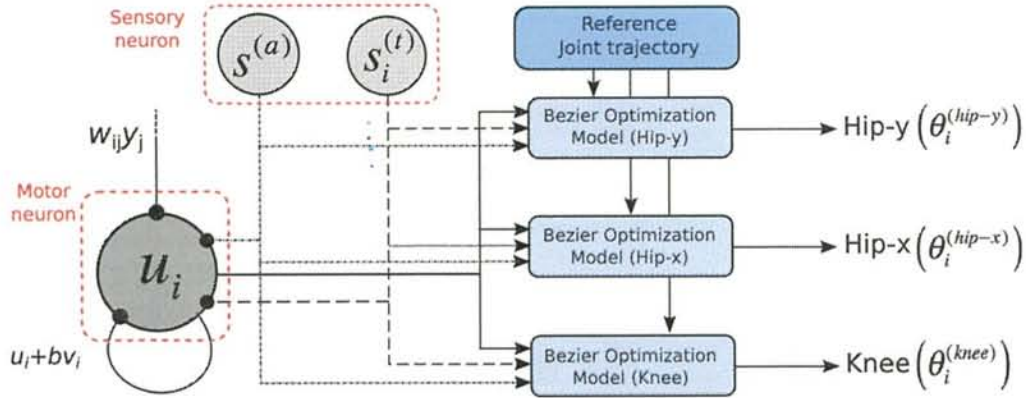 Sensory
neuron
s^(a)
s_i^(t)
Reference
Joint trajectory
w_ij y_j
Bezier Optimization
Model (Hip-y)
Hip-y (θ_i^(hip-y))
Motor
neuron
u_i
Bezier Optimization
Model (Hip-x)
Hip-x (θ_i^(hip-x))
u_i+bv_i
Bezier Optimization
Model (Knee)
Knee (θ_i^(knee))